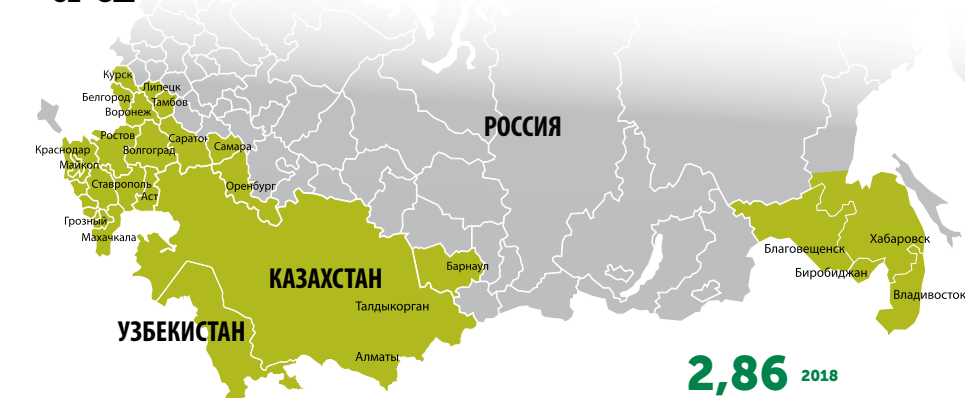 Курск
Липецк
Белгород
Тамбов
Воронеж
РОССИЯ
Ростов
Саратов
Краснодар
Волгоград
Самара
Майкоп
Ставрополь
Оренбург
Аст
Грозный
Махачкала
Хабаровск
Благовещенск
Барнаул
Биробиджан
КАЗАХСТАН
Владивосток
Талдыкорган
УЗБЕКИСТАН
Алматы
2,86 2018